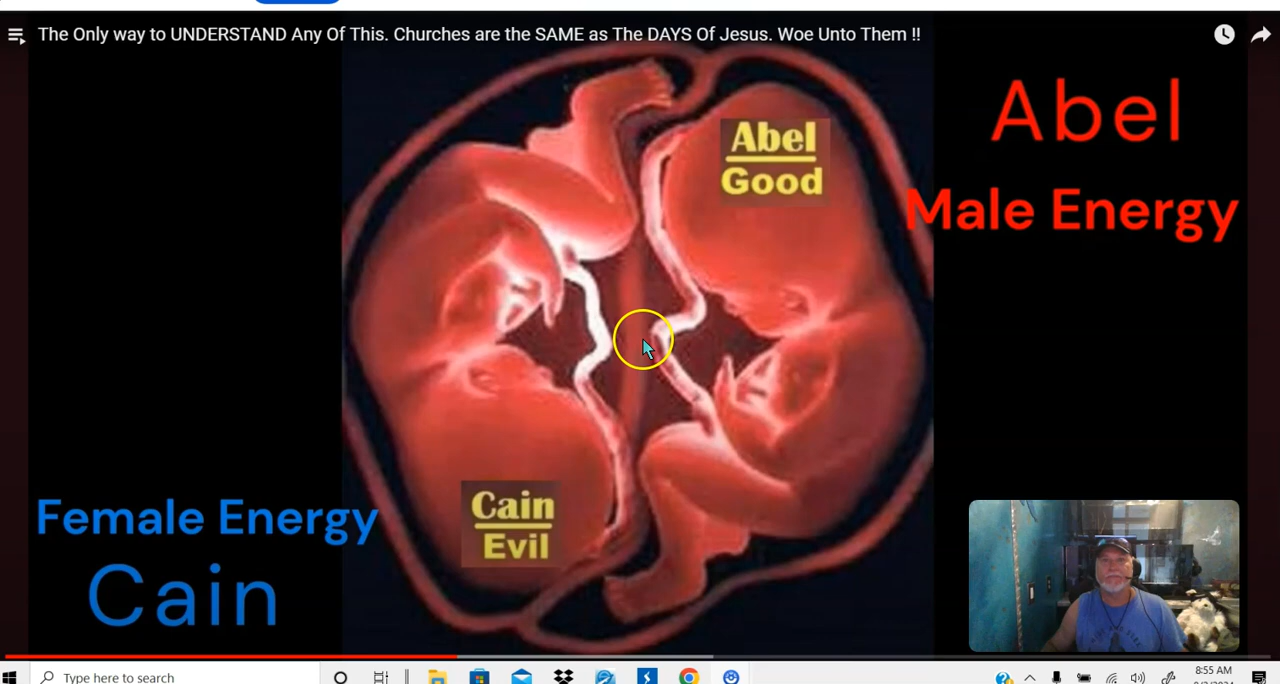 The Only way to UNDERSTAND Any Of This. Churches are the SAME as The DAYS Of Jesus. Woe Unto Them !!
Abel
Male Energy
Abel
Good
Cain
Evil
Female Energy
Cain
Type here to search
8:55 AM